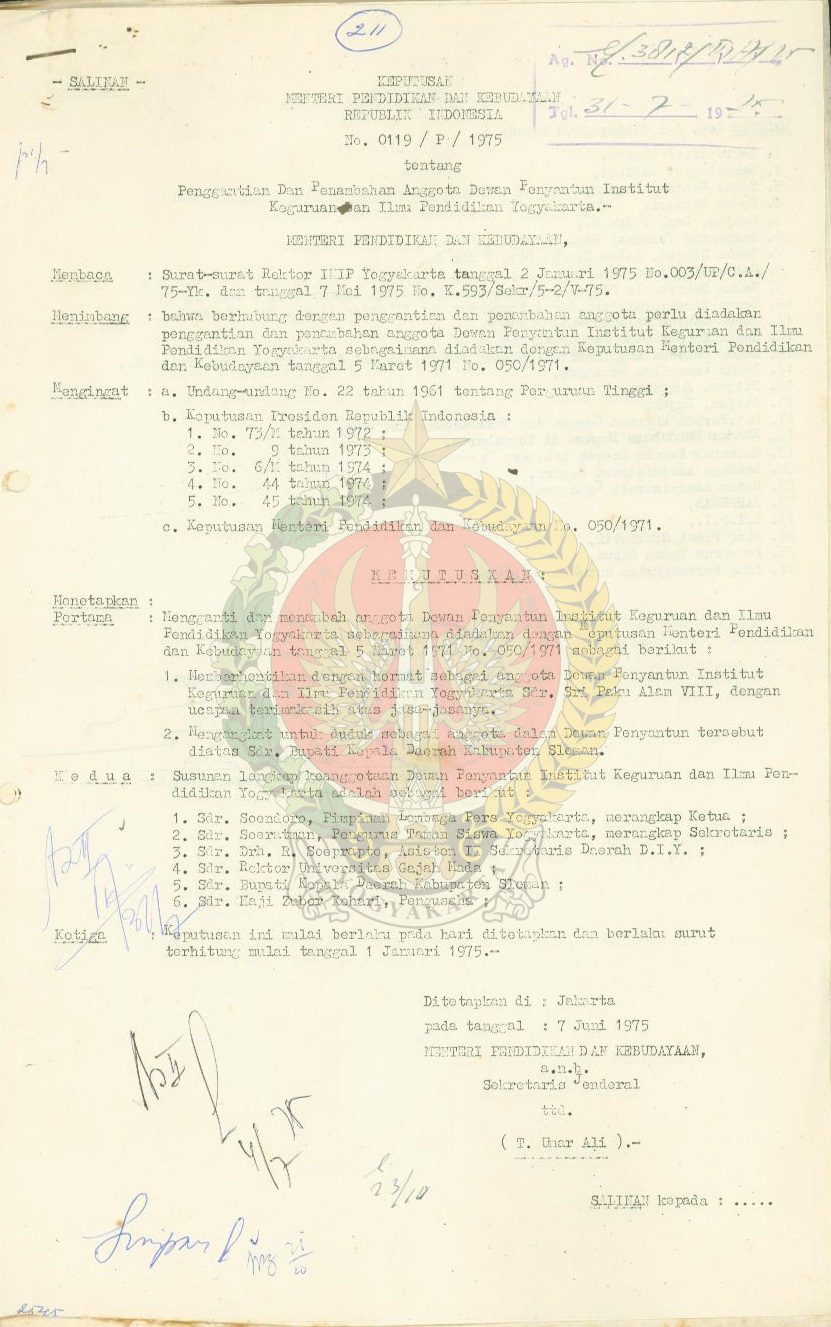 211
Ag. No.
- SALINAN -
KEPUTUSAN
MENTERI PENDIDIKAN DAN KEBUDAYAAN
REPUBLIK INDONESIA
Tgl. 31-7-1975
No. 0119 / P / 1975
tentang
Penggantian Dan Penambahan Anggota Dewan Penyantun Institut
Keguruan Dan Ilmu Pendidikan Yogyakarta.-
MENTERI PENDIDIKAN DAN KEBUDAYAAN,
Membaca : Surat-surat Rektor IKIP Yogyakarta tanggal 2 Januari 1975 No.003/UP/C.A./
75-Yk. dan tanggal 7 Mei 1975 No. K.593/Sekr/5-2/V-75.
Menimbang : bahwa berhubung dengan penggantian dan penambahan anggota perlu diadakan
penggantian dan penambahan anggota Dewan Penyantun Institut Keguruan dan Ilmu
Pendidikan Yogyakarta sebagaimana diadakan dengan Keputusan Menteri Pendidikan
dan Kebudayaan tanggal 5 Maret 1971 No. 050/1971.
Mengingat : a. Undang-undang No. 22 tahun 1961 tentang Perguruan Tinggi ;
b. Keputusan Presiden Republik Indonesia :
1. No. 73/M tahun 1972 ;
2. No. 9 tahun 1973 ;
3. No. 6/M tahun 1974 ;
4. No. 44 tahun 1974 ;
5. No. 45 tahun 1974 ;
c. Keputusan Menteri Pendidikan dan Kebudayaan No. 050/1971.
M E M U T U S K A N :
Menetapkan :
Pertama : Mengganti dan menambah anggota Dewan Penyantun Institut Keguruan dan Ilmu
Pendidikan Yogyakarta sebagaimana diadakan dengan Keputusan Menteri Pendidikan
dan Kebudayaan tanggal 5 Maret 1971 No. 050/1971 sebagai berikut :
1. Memberhentikan dengan hormat sebagai anggota Dewan Penyantun Institut
Keguruan dan Ilmu Pendidikan Yogyakarta Sdr. Sri Paku Alam VIII, dengan
ucapan terimakasih atas jasa-jasanya.
2. Mengangkat untuk duduk sebagai anggota dalam Dewan Penyantun tersebut
diatas Sdr. Bupati Kepala Daerah Kabupaten Sleman.
K e d u a : Susunan lengkap keanggotaan Dewan Penyantun Institut Keguruan dan Ilmu Pen-
didikan Yogyakarta adalah sebagai berikut :
1. Sdr. Soendoro, Pimpinan Lembaga Pers Yogyakarta, merangkap Ketua ;
2. Sdr. Soeratman, Pengurus Taman Siswa Yogyakarta, merangkap Sekretaris ;
3. Sdr. Drh. R. Soeprapto, Asisten II Sekretaris Daerah D.I.Y. ;
4. Sdr. Rektor Universitas Gajah Mada ;
5. Sdr. Bupati Kepala Daerah Kabupaten Sleman ;
6. Sdr. Haji Zuber Kohari, Pengusaha ;
YOGYAKARTA
Ketiga : Keputusan ini mulai berlaku pada hari ditetapkan dan berlaku surut
terhitung mulai tanggal 1 Januari 1975.-
Ditetapkan di : Jakarta
pada tanggal : 7 Juni 1975
MENTERI PENDIDIKAN DAN KEBUDAYAAN,
a.n.b.
Sekretaris Jenderal
ttd.
( T. Umar Ali ).-
23/10
SALINAN kepada : .....
Simpan